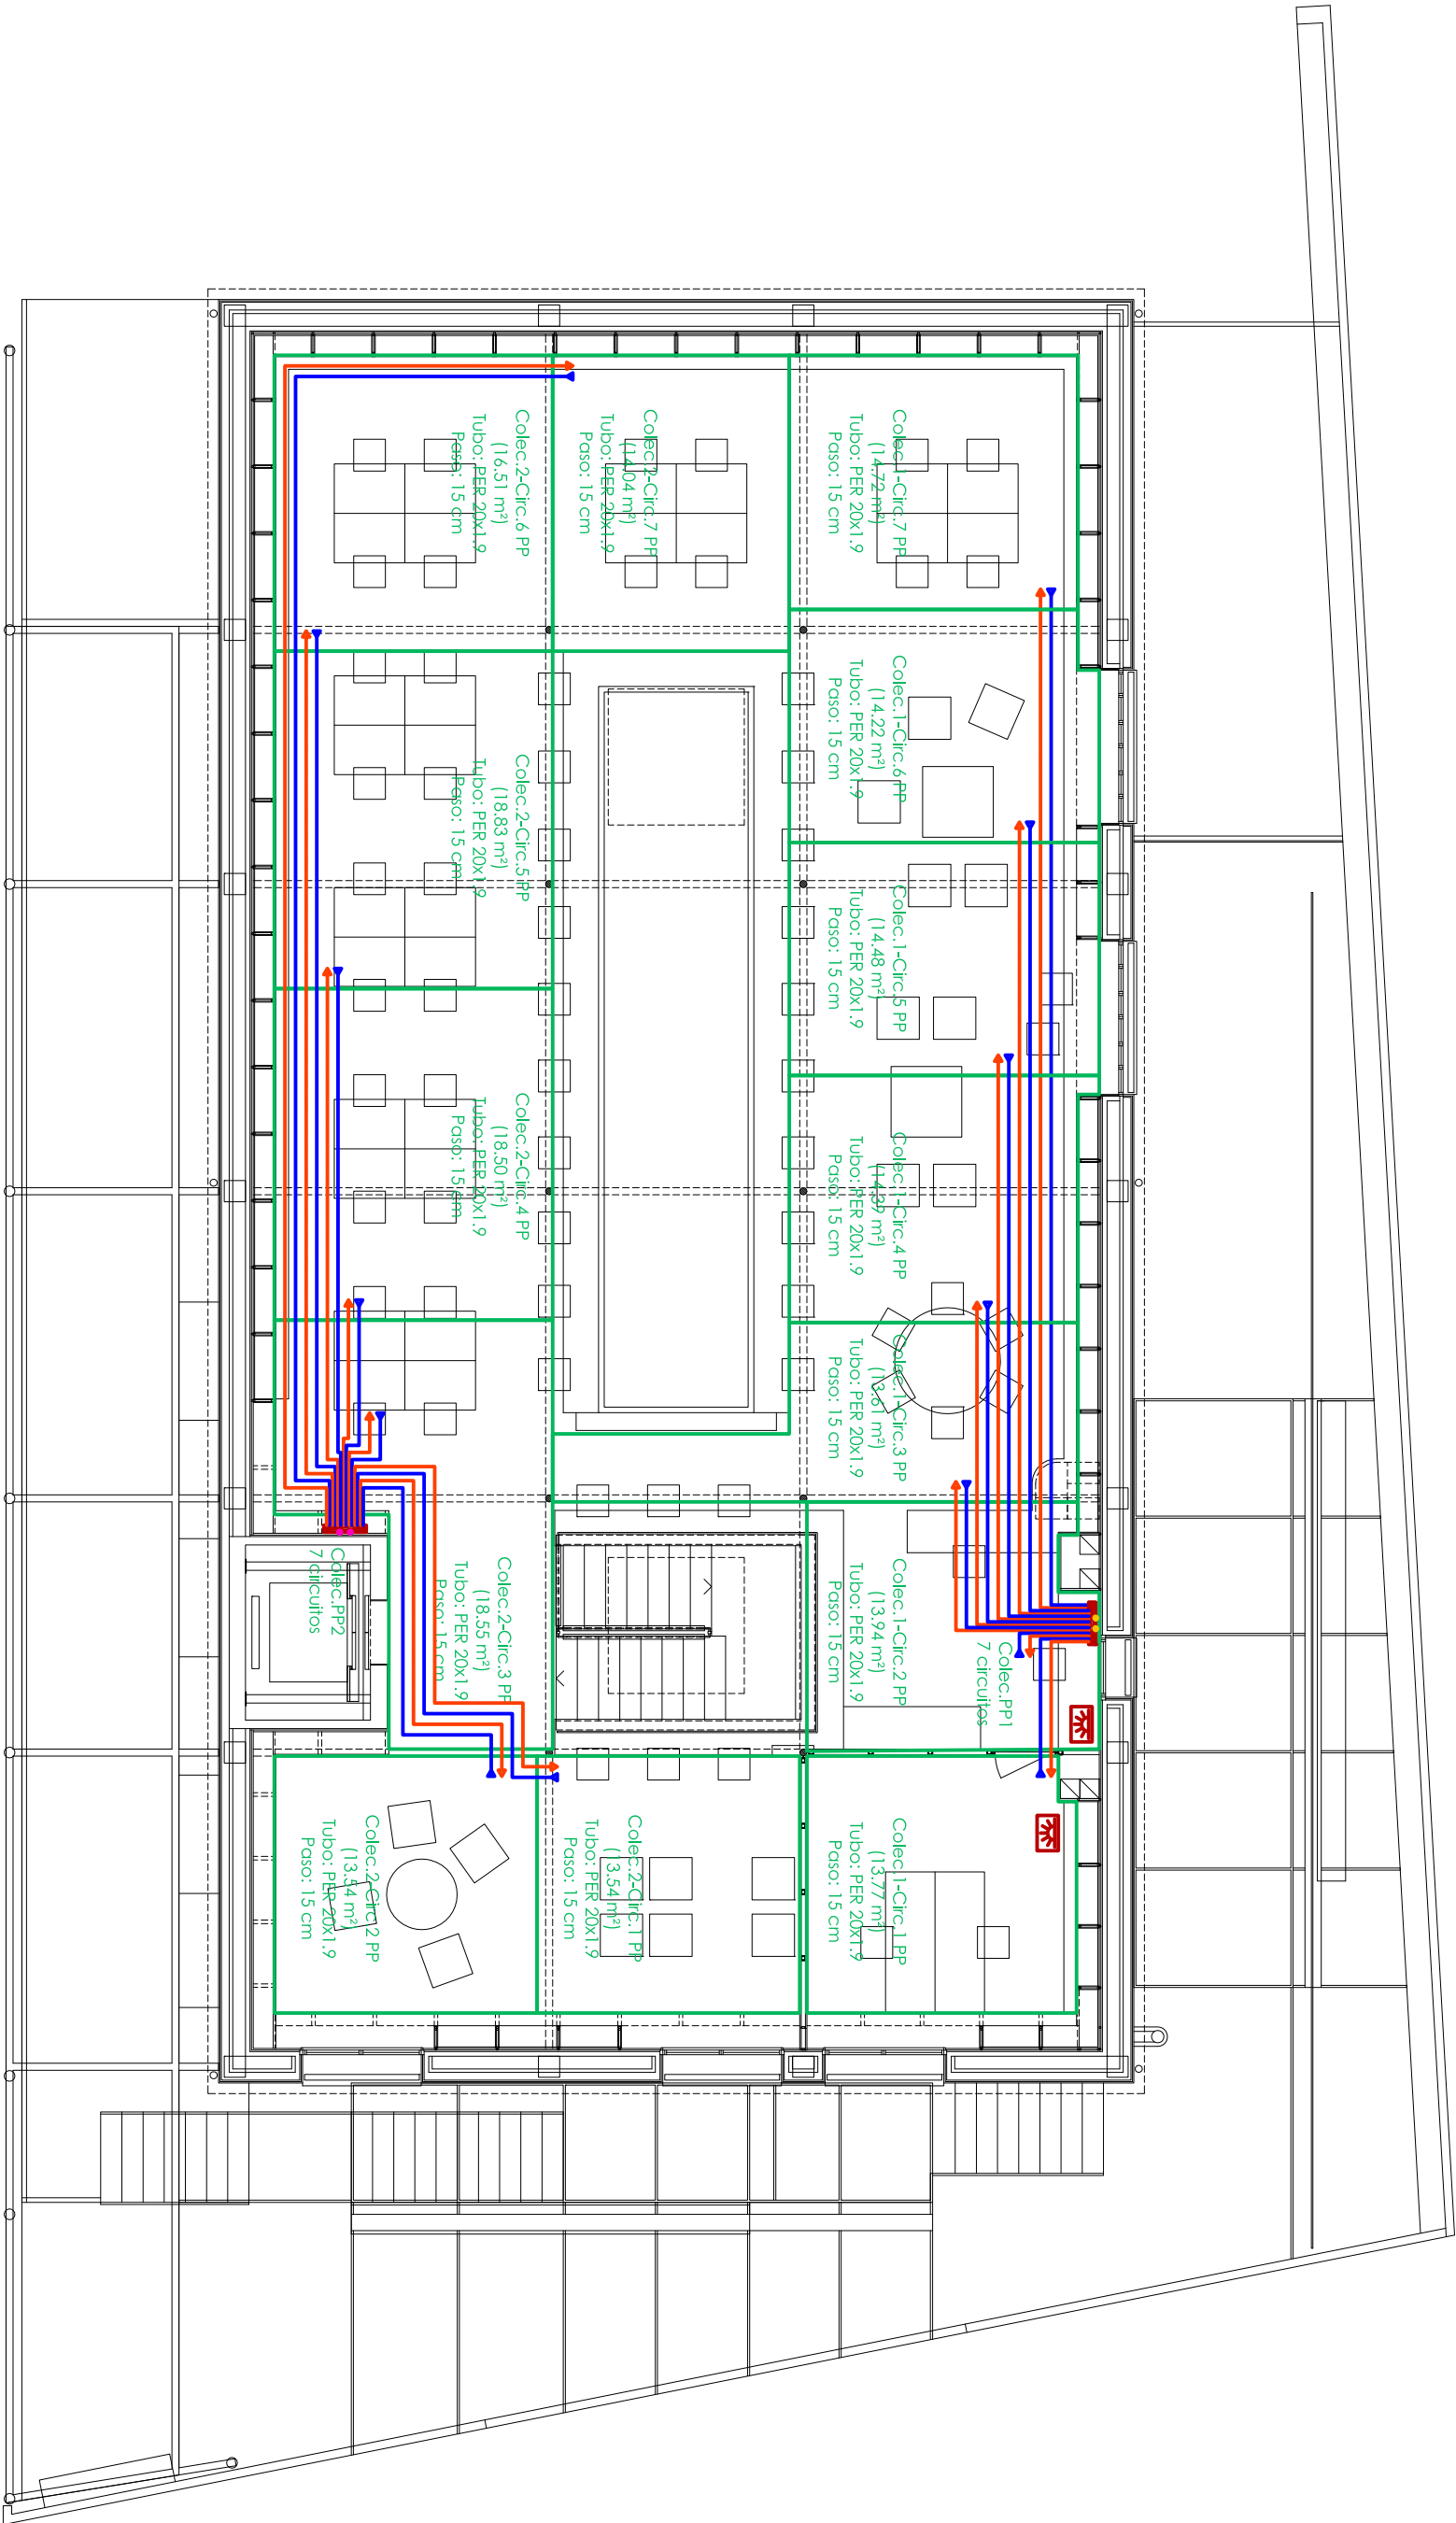 Colec.2-Circ.6 PP
(16.51 m²)
Tubo: PER 20x1.9
Paso: 15 cm
Colec.2-Circ.7 PP
(14.04 m²)
Tubo: PER 20x1.9
Paso: 15 cm
Colec.1-Circ.7 PP
(14.72 m²)
Tubo: PER 20x1.9
Paso: 15 cm
Colec.1-Circ.6 PP
(14.22 m²)
Tubo: PER 20x1.9
Paso: 15 cm
Colec.2-Circ.5 PP
(18.83 m²)
Tubo: PER 20x1.9
Paso: 15 cm
Colec.1-Circ.5 PP
(14.48 m²)
Tubo: PER 20x1.9
Paso: 15 cm
Colec.2-Circ.4 PP
(18.50 m²)
Tubo: PER 20x1.9
Paso: 15 cm
Colec.1-Circ.4 PP
(14.39 m²)
Tubo: PER 20x1.9
Paso: 15 cm
Colec.1-Circ.3 PP
(13.61 m²)
Tubo: PER 20x1.9
Paso: 15 cm
Colec.PP2
7 circuitos
Colec.2-Circ.3 PP
(18.55 m²)
Tubo: PER 20x1.9
Paso: 15 cm
Colec.1-Circ.2 PP
(13.94 m²)
Tubo: PER 20x1.9
Paso: 15 cm
Colec.PP1
7 circuitos
Colec.2-Circ.2 PP
(13.54 m²)
Tubo: PER 20x1.9
Paso: 15 cm
Colec.2-Circ.1 PP
(13.54 m²)
Tubo: PER 20x1.9
Paso: 15 cm
Colec.1-Circ.1 PP
(13.77 m²)
Tubo: PER 20x1.9
Paso: 15 cm